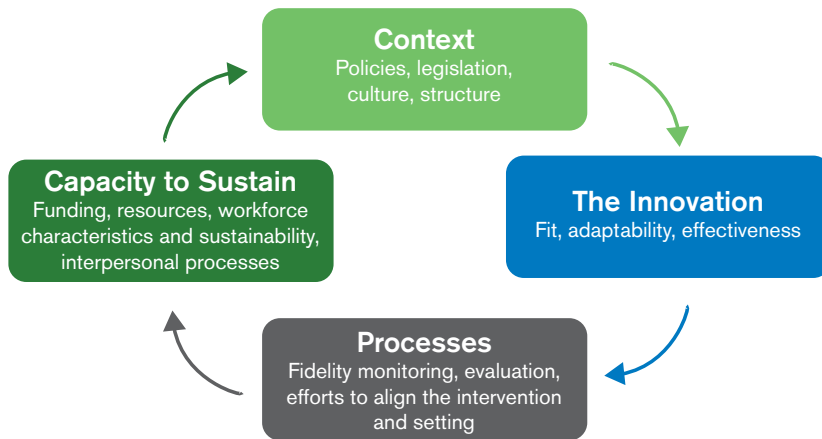 Context
Policies, legislation,
culture, structure
The Innovation
Fit, adaptability, effectiveness
Processes
Fidelity monitoring, evaluation,
efforts to align the intervention
and setting
Capacity to Sustain
Funding, resources, workforce
characteristics and sustainability,
interpersonal processes